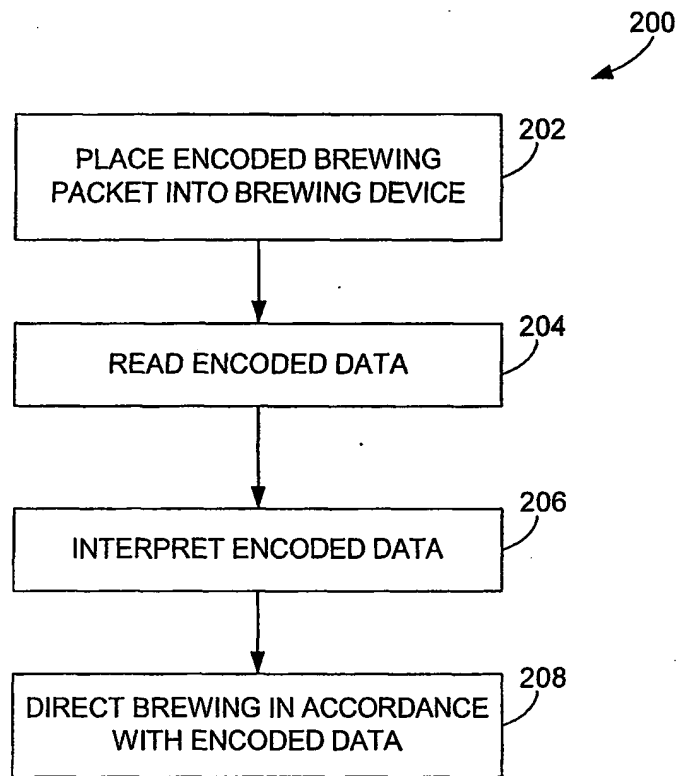 200
202
PLACE ENCODED BREWING
PACKET INTO BREWING DEVICE
204
READ ENCODED DATA
206
INTERPRET ENCODED DATA
208
DIRECT BREWING IN ACCORDANCE
WITH ENCODED DATA